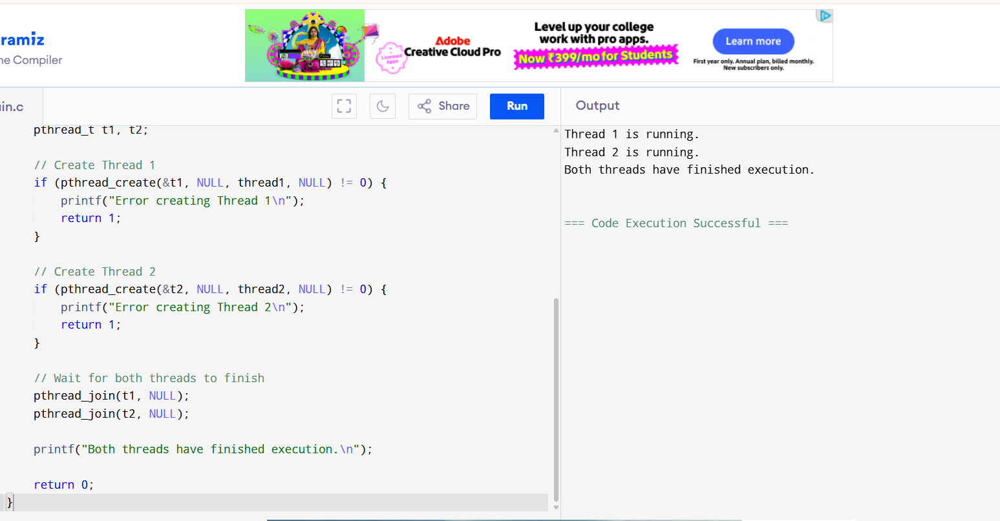 ramiz
ne Compiler
Adobe
Creative Cloud Pro
Licensed
Apps
Level up your college
work with pro apps.
Now ₹399/mo for Students
Learn more
First year only. Annual plan, billed monthly.
New subscribers only.
in.c
Share
Run
Output
pthread_t t1, t2;
// Create Thread 1
if (pthread_create(&t1, NULL, thread1, NULL) != 0) {
printf("Error creating Thread 1\n");
return 1;
}
// Create Thread 2
if (pthread_create(&t2, NULL, thread2, NULL) != 0) {
printf("Error creating Thread 2\n");
return 1;
}
// Wait for both threads to finish
pthread_join(t1, NULL);
pthread_join(t2, NULL);
printf("Both threads have finished execution.\n");
return 0;
}
Thread 1 is running.
Thread 2 is running.
Both threads have finished execution.
=== Code Execution Successful ===